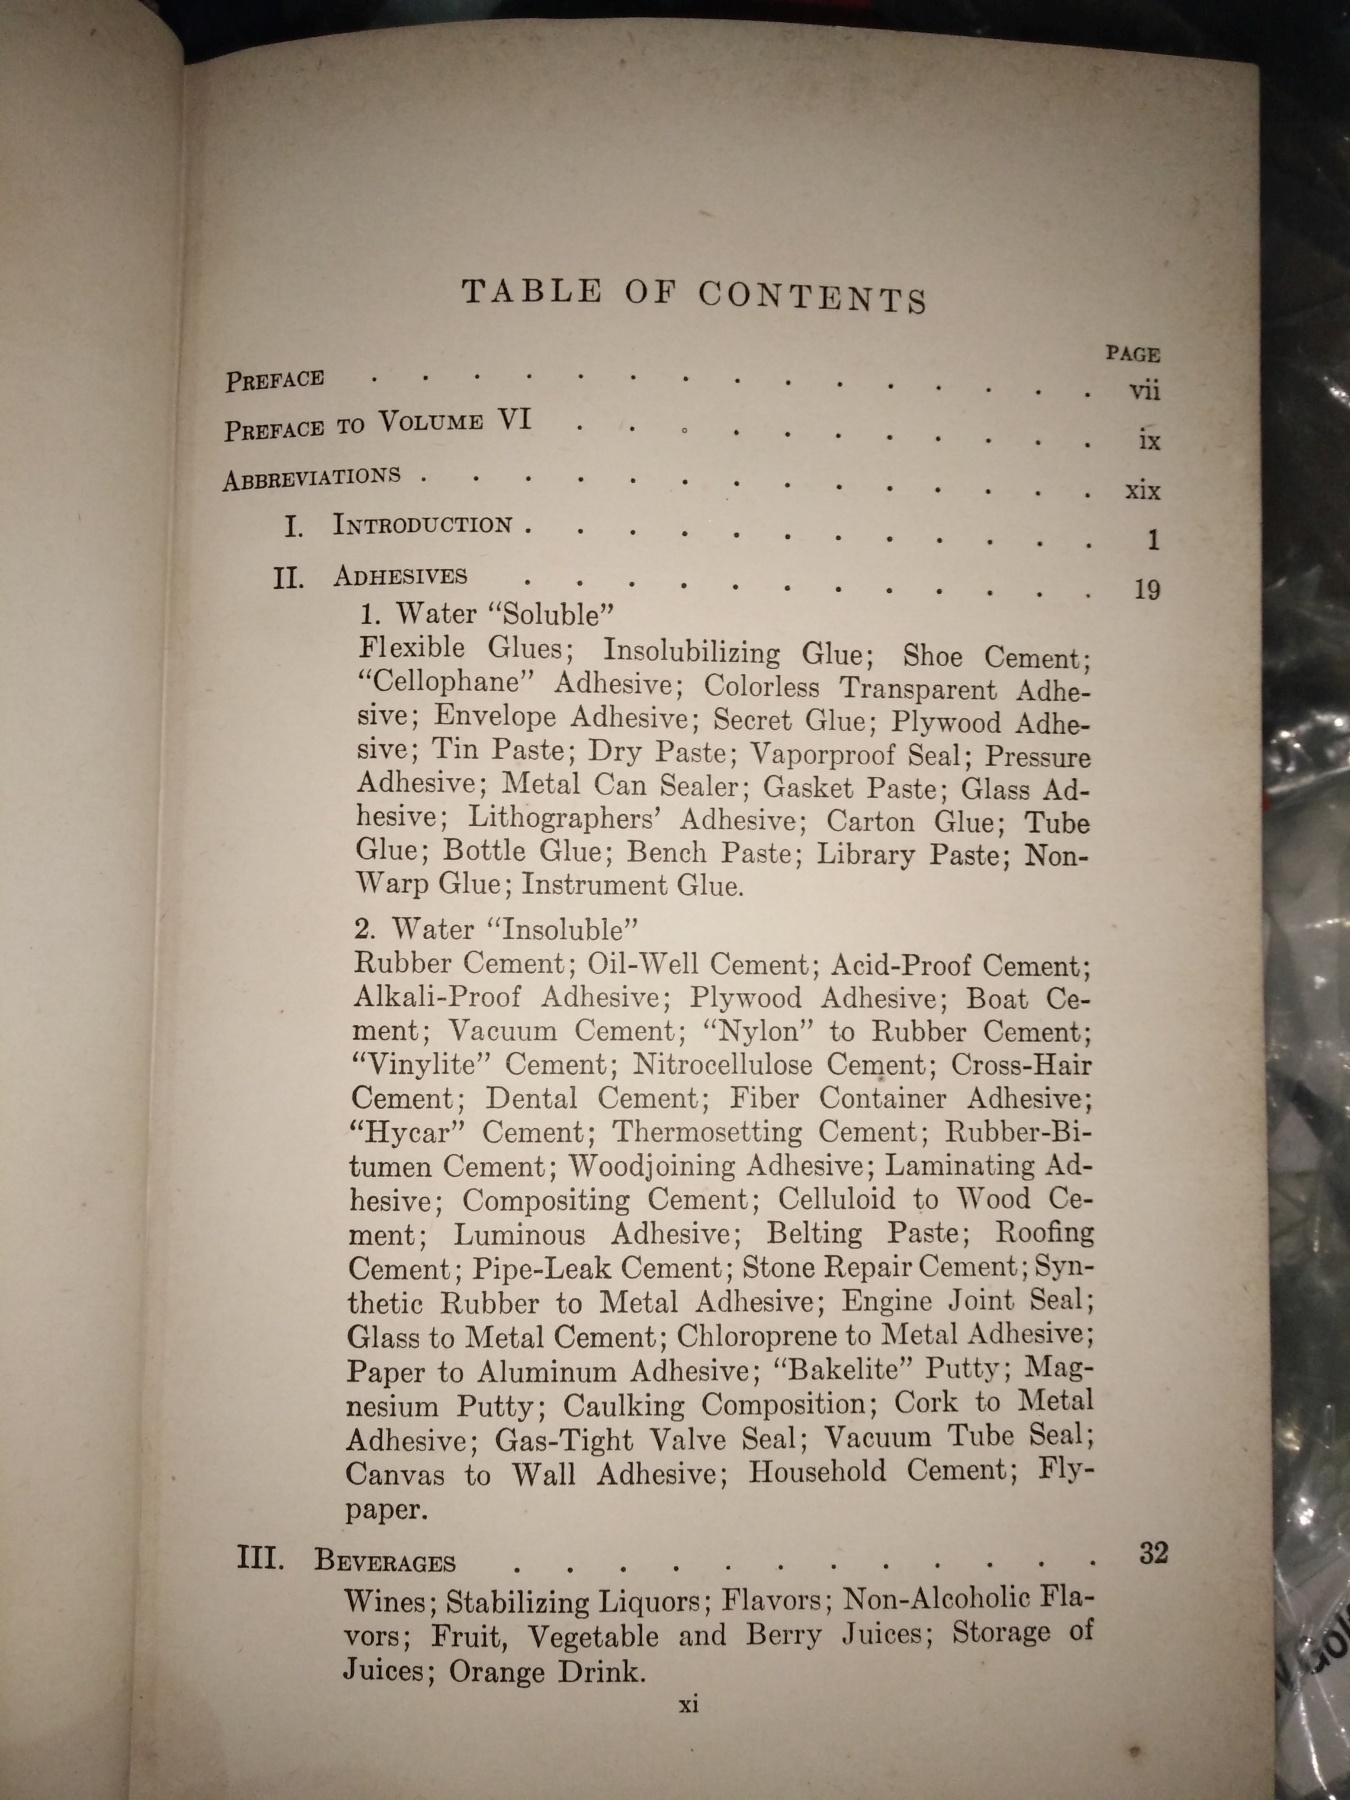 TABLE OF CONTENTS
PAGE
PREFACE . . . . . . . . . . . . . . . vii
PREFACE TO VOLUME VI . . . . . . . . . . . ix
ABBREVIATIONS . . . . . . . . . . . . . . xix
I. INTRODUCTION . . . . . . . . . . . . 1
II. ADHESIVES . . . . . . . . . . . . 19
1. Water “Soluble”
Flexible Glues; Insolubilizing Glue; Shoe Cement;
“Cellophane” Adhesive; Colorless Transparent Adhe-
sive; Envelope Adhesive; Secret Glue; Plywood Adhe-
sive; Tin Paste; Dry Paste; Vaporproof Seal; Pressure
Adhesive; Metal Can Sealer; Gasket Paste; Glass Ad-
hesive; Lithographers’ Adhesive; Carton Glue; Tube
Glue; Bottle Glue; Bench Paste; Library Paste; Non-
Warp Glue; Instrument Glue.
2. Water “Insoluble”
Rubber Cement; Oil-Well Cement; Acid-Proof Cement;
Alkali-Proof Adhesive; Plywood Adhesive; Boat Ce-
ment; Vacuum Cement; “Nylon” to Rubber Cement;
“Vinylite” Cement; Nitrocellulose Cement; Cross-Hair
Cement; Dental Cement; Fiber Container Adhesive;
“Hycar” Cement; Thermosetting Cement; Rubber-Bi-
tumen Cement; Woodjoining Adhesive; Laminating Ad-
hesive; Compositing Cement; Celluloid to Wood Ce-
ment; Luminous Adhesive; Belting Paste; Roofing
Cement; Pipe-Leak Cement; Stone Repair Cement; Syn-
thetic Rubber to Metal Adhesive; Engine Joint Seal;
Glass to Metal Cement; Chloroprene to Metal Adhesive;
Paper to Aluminum Adhesive; “Bakelite” Putty; Mag-
nesium Putty; Caulking Composition; Cork to Metal
Adhesive; Gas-Tight Valve Seal; Vacuum Tube Seal;
Canvas to Wall Adhesive; Household Cement; Fly-
paper.
III. BEVERAGES . . . . . . . . . . . . 32
Wines; Stabilizing Liquors; Flavors; Non-Alcoholic Fla-
vors; Fruit, Vegetable and Berry Juices; Storage of
Juices; Orange Drink.
xi